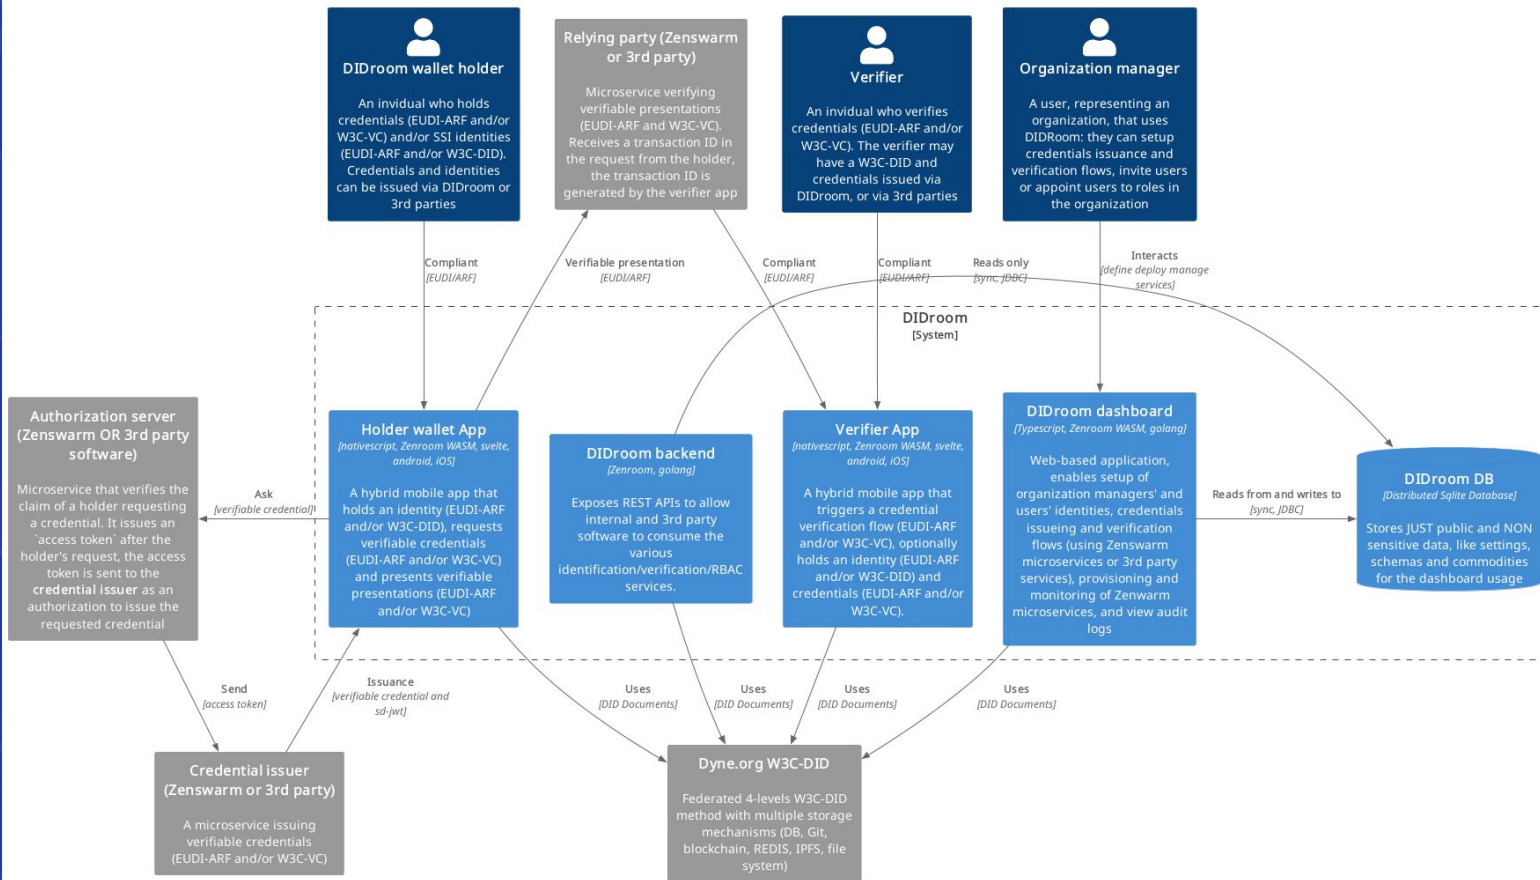 DIDroom wallet holder
An invidual who holds
credentials (EUDI-ARF and/or
W3C-VC) and/or SSI identities
(EUDI-ARF and/or W3C-DID).
Credentials and identities
can be issued via DIDroom or
3rd parties
Relying party (Zenswarm
or 3rd party)
Microservice verifying
verifiable presentations
(EUDI-ARF and W3C-VC).
Receives a transaction ID in
the request from the holder,
the transaction ID is
generated by the verifier app
Verifier
An invidual who verifies
credentials (EUDI-ARF and/or
W3C-VC). The verifier may
have a W3C-DID and
credentials issued via
DIDroom, or via 3rd parties
Organization manager
A user, representing an
organization, that uses
DIDRoom: they can setup
credentials issuance and
verification flows, invite users
or appoint users to roles in
the organization
Compliant
[EUDI/ARF]
Verifiable presentation
[EUDI/ARF]
Compliant
[EUDI/ARF]
Compliant
[EUDI/ARF]
Reads only
[sync, JDBC]
Interacts
[define deploy manage
services]
DIDroom
[System]
Authorization server
(Zenswarm OR 3rd party
software)
Microservice that verifies the
claim of a holder requesting
a credential. It issues an
`access token` after the
holder's request, the access
token is sent to the
credential issuer as an
authorization to issue the
requested credential
Ask
[verifiable credential]
Holder wallet App
[nativescript, Zenroom WASM, svelte,
android, iOS]
A hybrid mobile app that
holds an identity (EUDI-ARF
and/or W3C-DID), requests
verifiable credentials
(EUDI-ARF and/or W3C-VC)
and presents verifiable
presentations (EUDI-ARF
and/or W3C-VC)
DIDroom backend
[Zenroom, golang]
Exposes REST APIs to allow
internal and 3rd party
software to consume the
various
identification/verification/RBAC
services.
Verifier App
[nativescript, Zenroom WASM, svelte,
android, iOS]
A hybrid mobile app that
triggers a credential
verification flow (EUDI-ARF
and/or W3C-VC), optionally
holds an identity (EUDI-ARF
and/or W3C-DID) and
credentials (EUDI-ARF and/or
W3C-VC).
DIDroom dashboard
[Typescript, Zenroom WASM, golang]
Web-based application,
enables setup of
organization managers' and
users' identities, credentials
issueing and verification
flows (using Zenswarm
microservices or 3rd party
services), provisioning and
monitoring of Zenwarm
microservices, and view audit
logs
Reads from and writes to
[sync, JDBC]
DIDroom DB
[Distributed Sqlite Database]
Stores JUST public and NON
sensitive data, like settings,
schemas and commodities
for the dashboard usage
Send
[access token]
Issuance
[verifiable credential and
sd-jwt]
Uses
[DID Documents]
Uses
[DID Documents]
Uses
[DID Documents]
Uses
[DID Documents]
Credential issuer
(Zenswarm or 3rd party)
A microservice issuing
verifiable credentials
(EUDI-ARF and/or W3C-VC)
Dyne.org W3C-DID
Federated 4-levels W3C-DID
method with multiple storage
mechanisms (DB, Git,
blockchain, REDIS, IPFS, file
system)